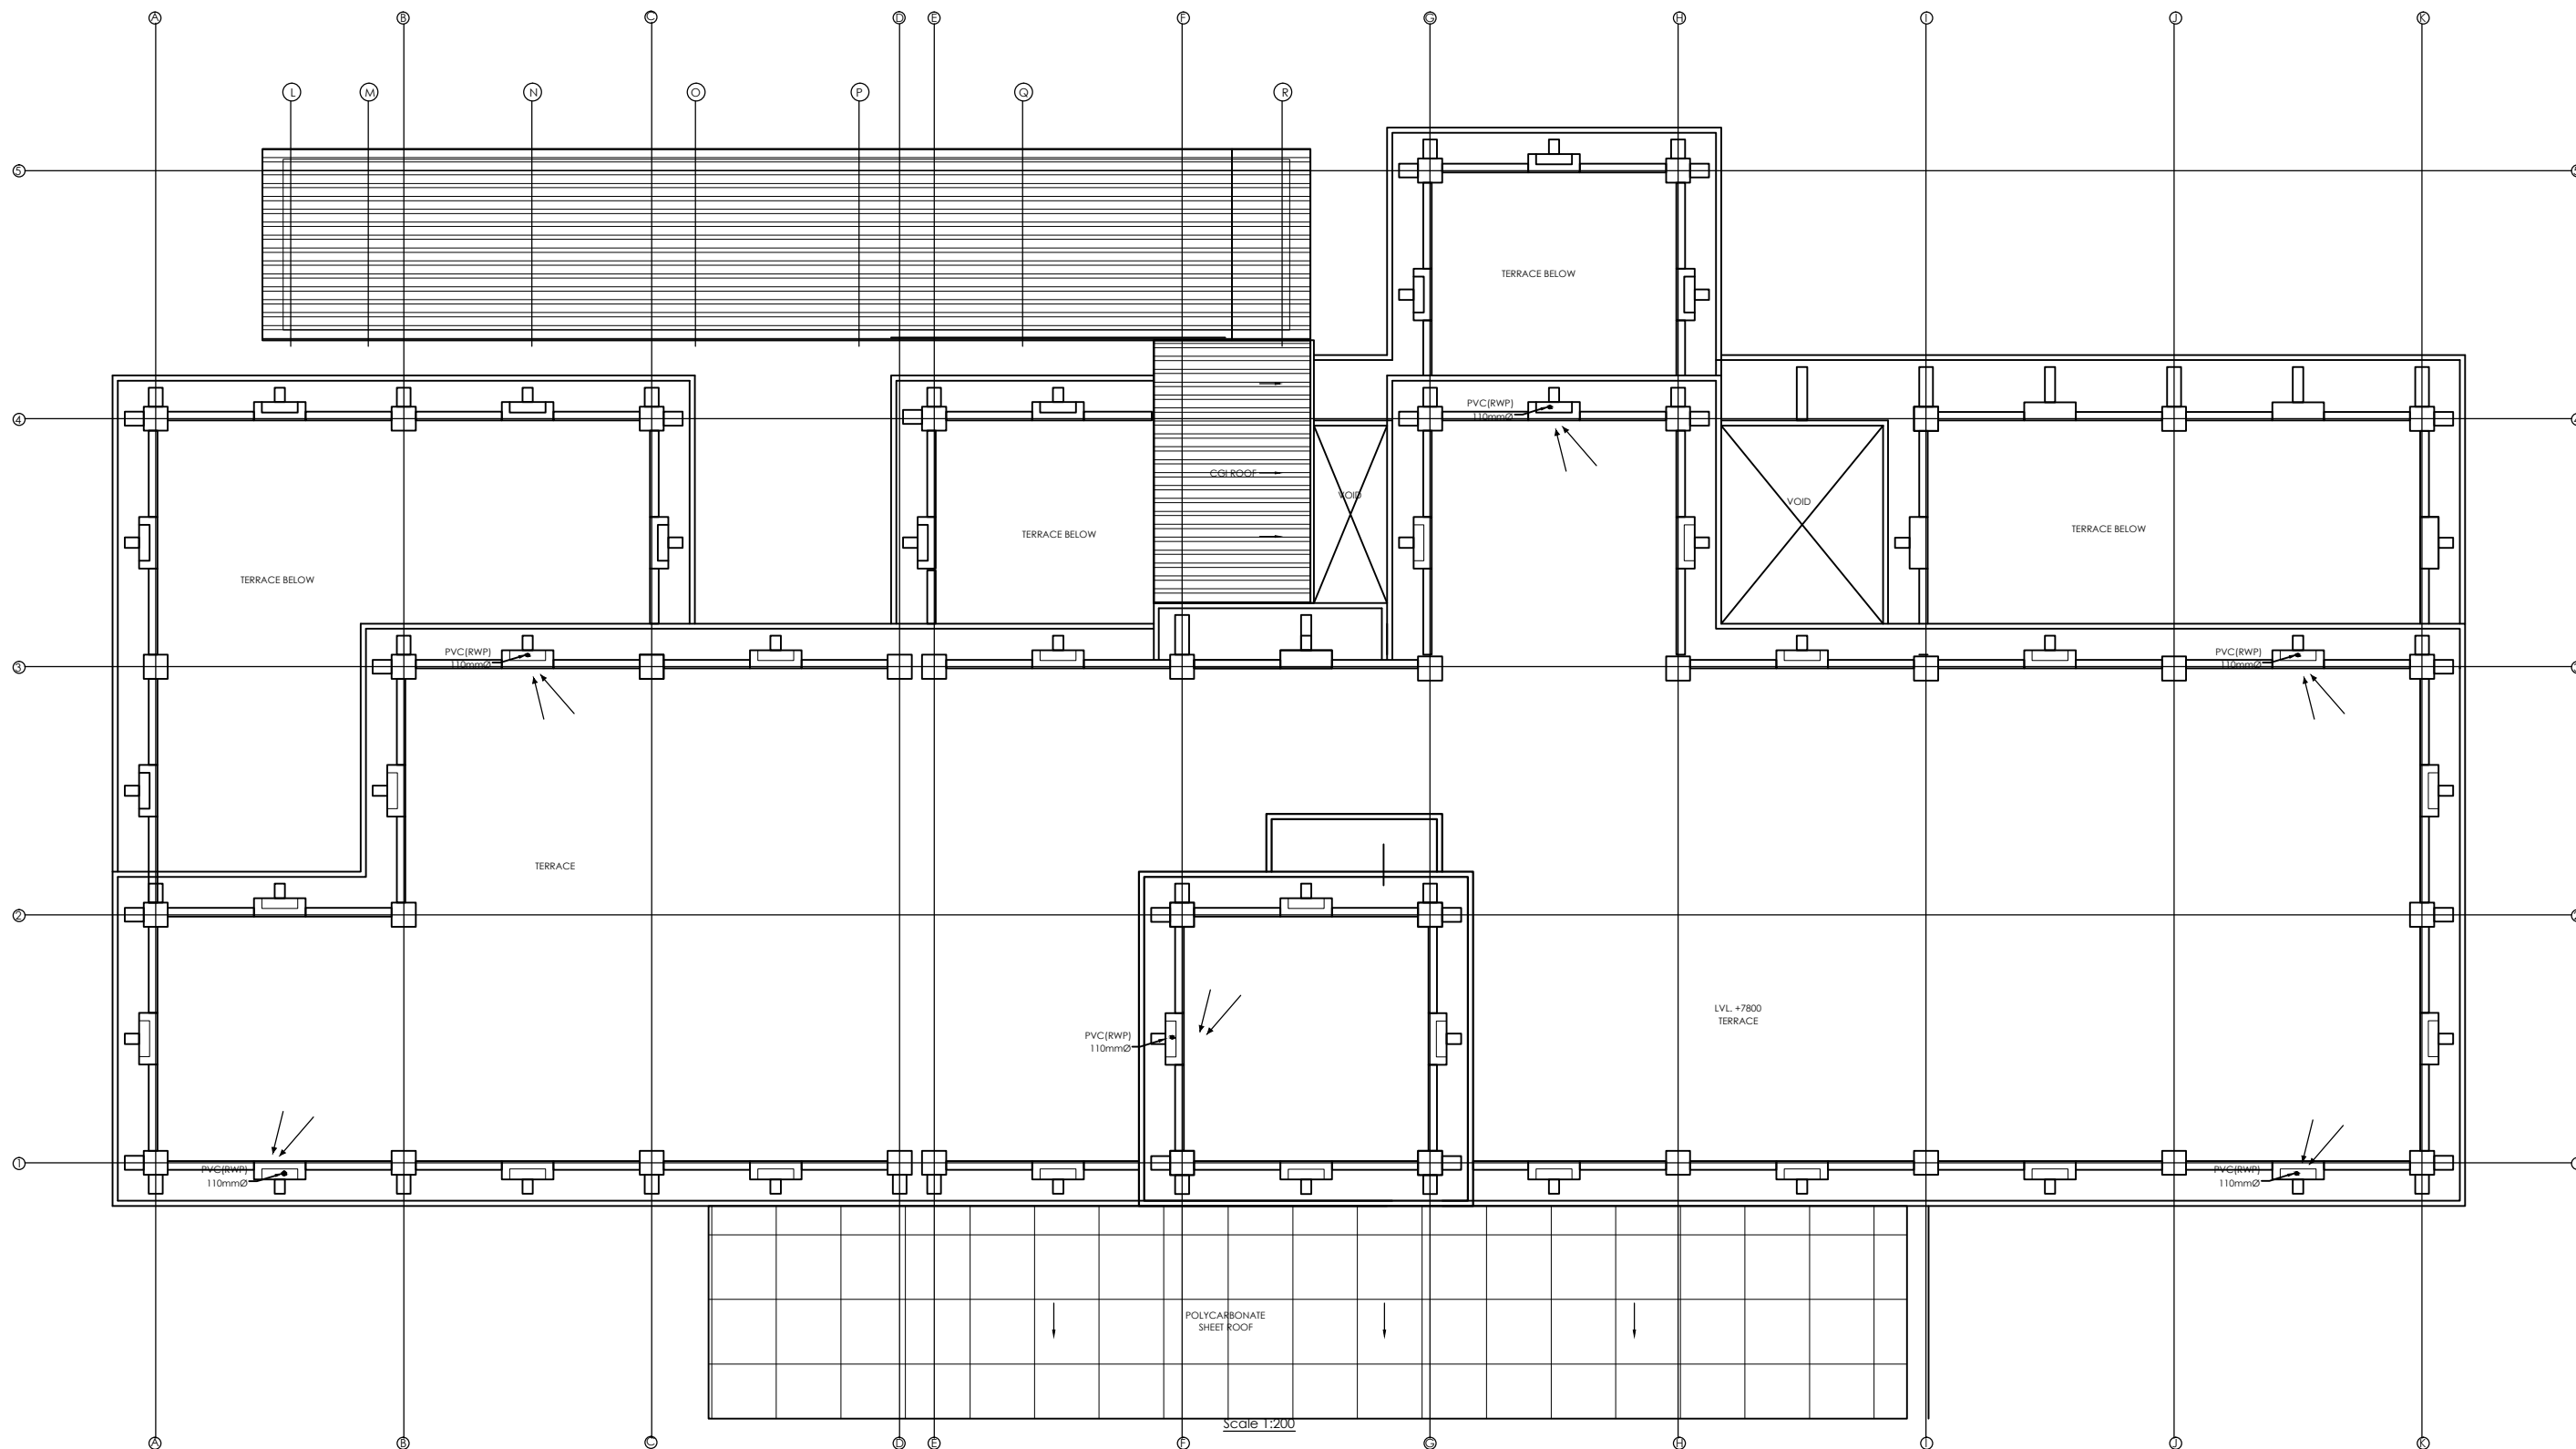 A B C D E F G H I J K
L M N O P Q R
5
TERRACE BELOW
4
PVC(RWP)
110mmØ
CGI ROOF
VOID
VOID
TERRACE BELOW
TERRACE BELOW
TERRACE BELOW
3
PVC(RWP)
110mmØ
PVC(RWP)
110mmØ
TERRACE
2
LVL. +7800
TERRACE
PVC(RWP)
110mmØ
1
PVC(RWP)
110mmØ
PVC(RWP)
110mmØ
POLYCARBONATE
SHEET ROOF
Scale 1:200
A B C D E F G H I J K